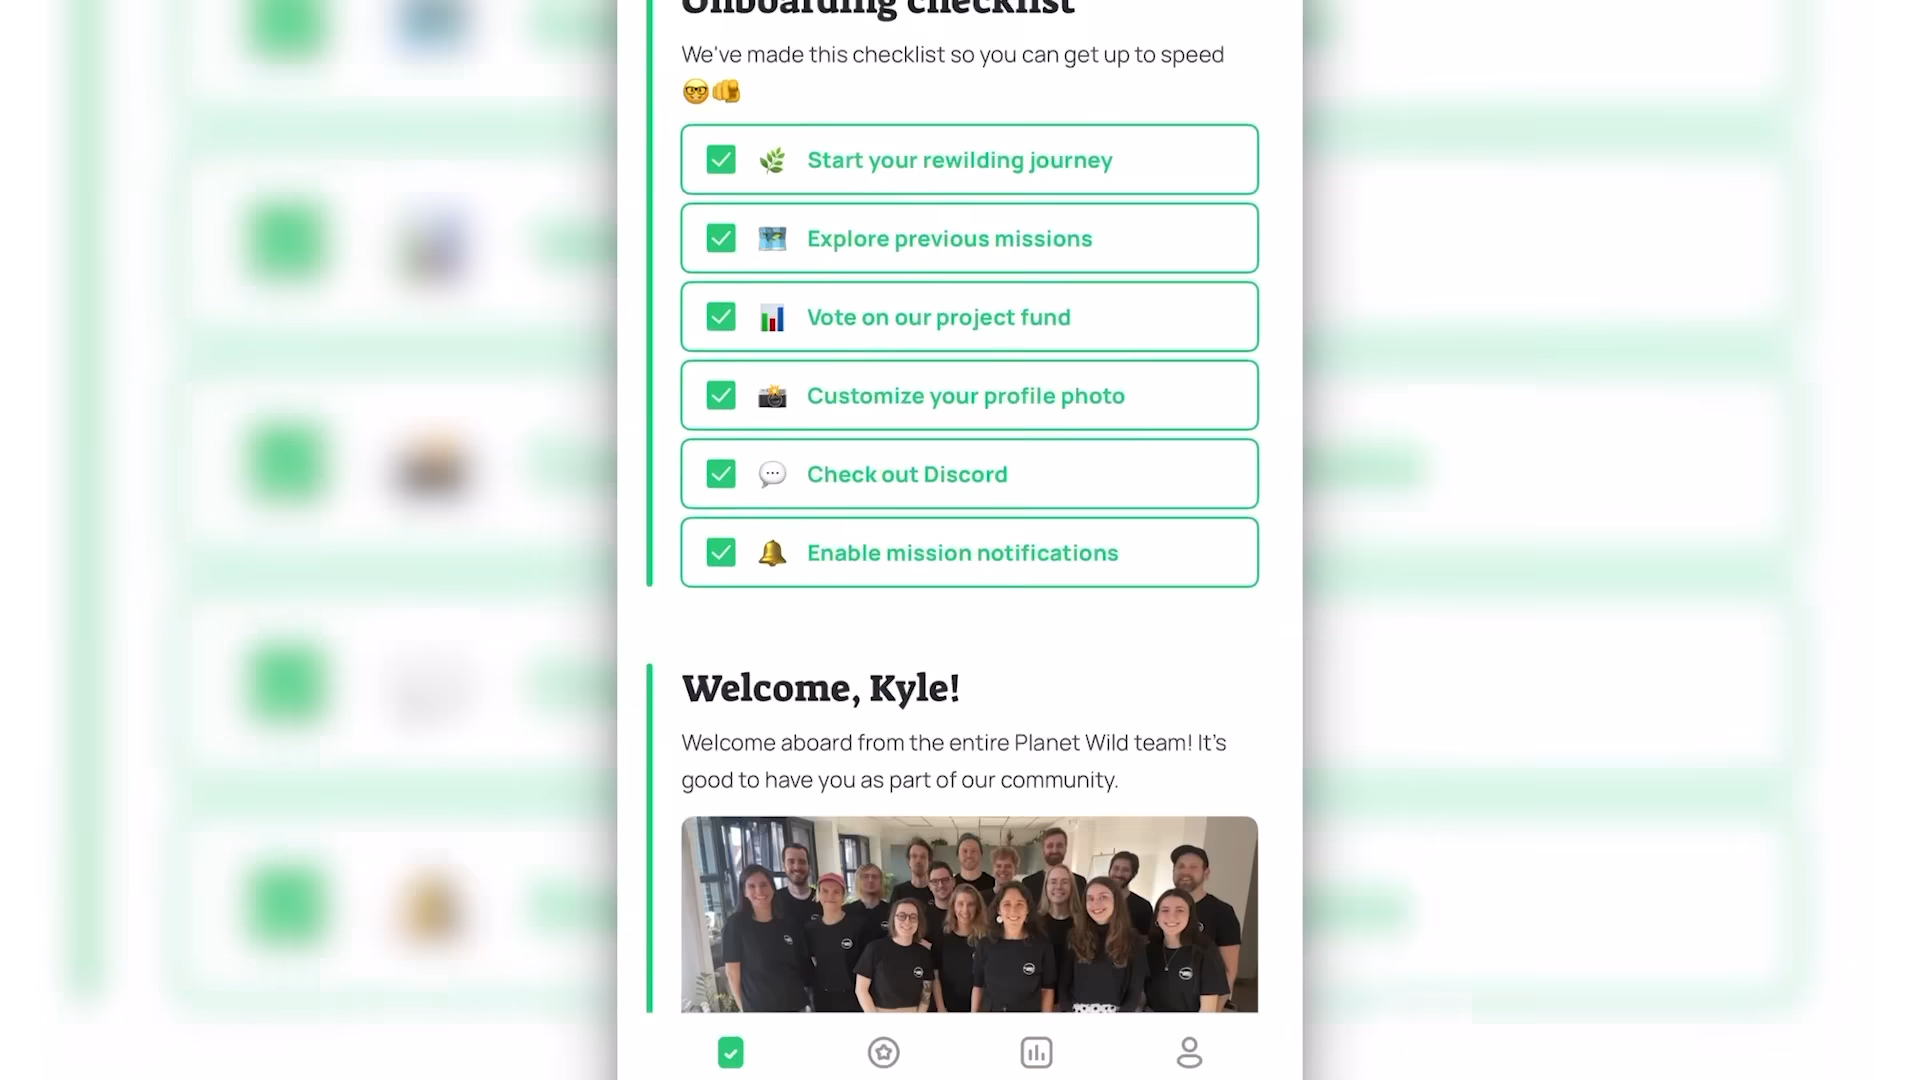 Onboarding checklist
We've made this checklist so you can get up to speed
🤓🫵
Start your rewilding journey
Explore previous missions
Vote on our project fund
Customize your profile photo
Check out Discord
Enable mission notifications
Welcome, Kyle!
Welcome aboard from the entire Planet Wild team! It's
good to have you as part of our community.